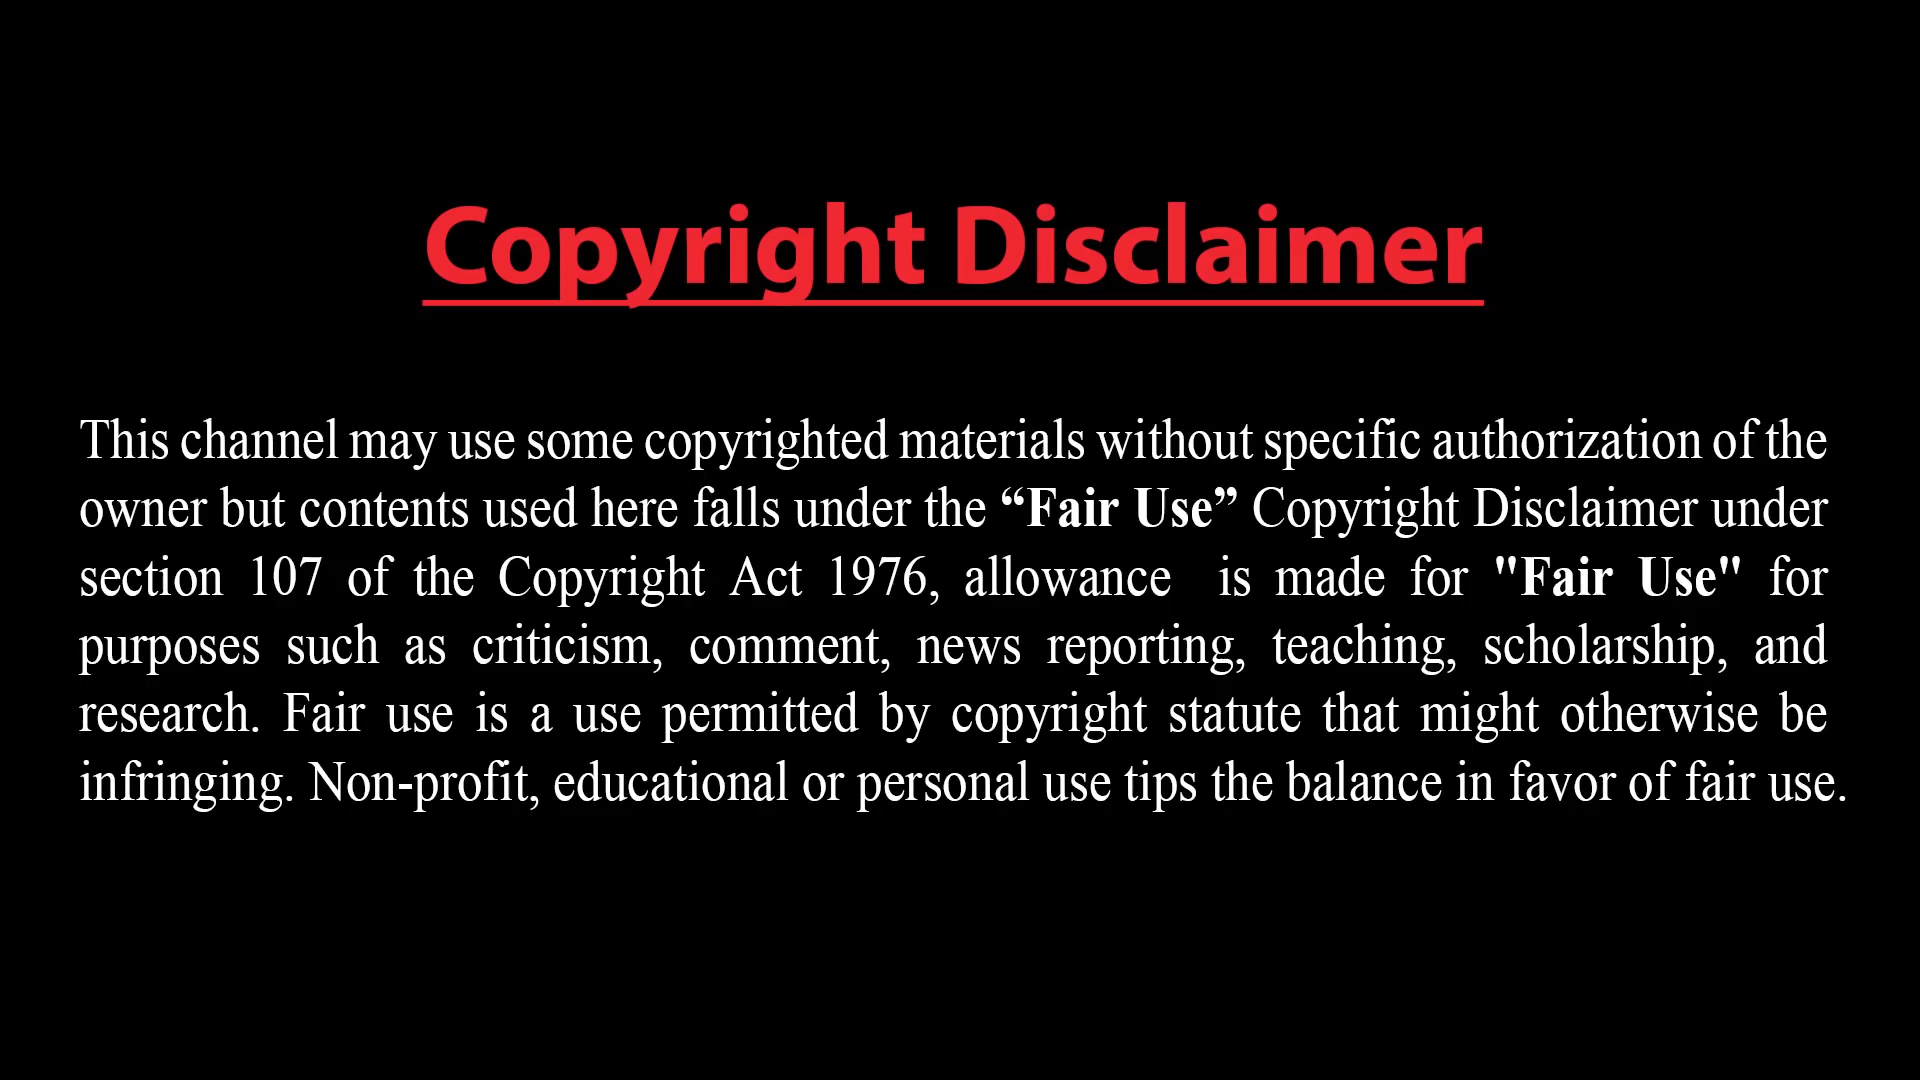 Copyright Disclaimer
This channel may use some copyrighted materials without specific authorization of the
owner but contents used here falls under the “Fair Use” Copyright Disclaimer under
section 107 of the Copyright Act 1976, allowance is made for "Fair Use" for
purposes such as criticism, comment, news reporting, teaching, scholarship, and
research. Fair use is a use permitted by copyright statute that might otherwise be
infringing. Non-profit, educational or personal use tips the balance in favor of fair use.